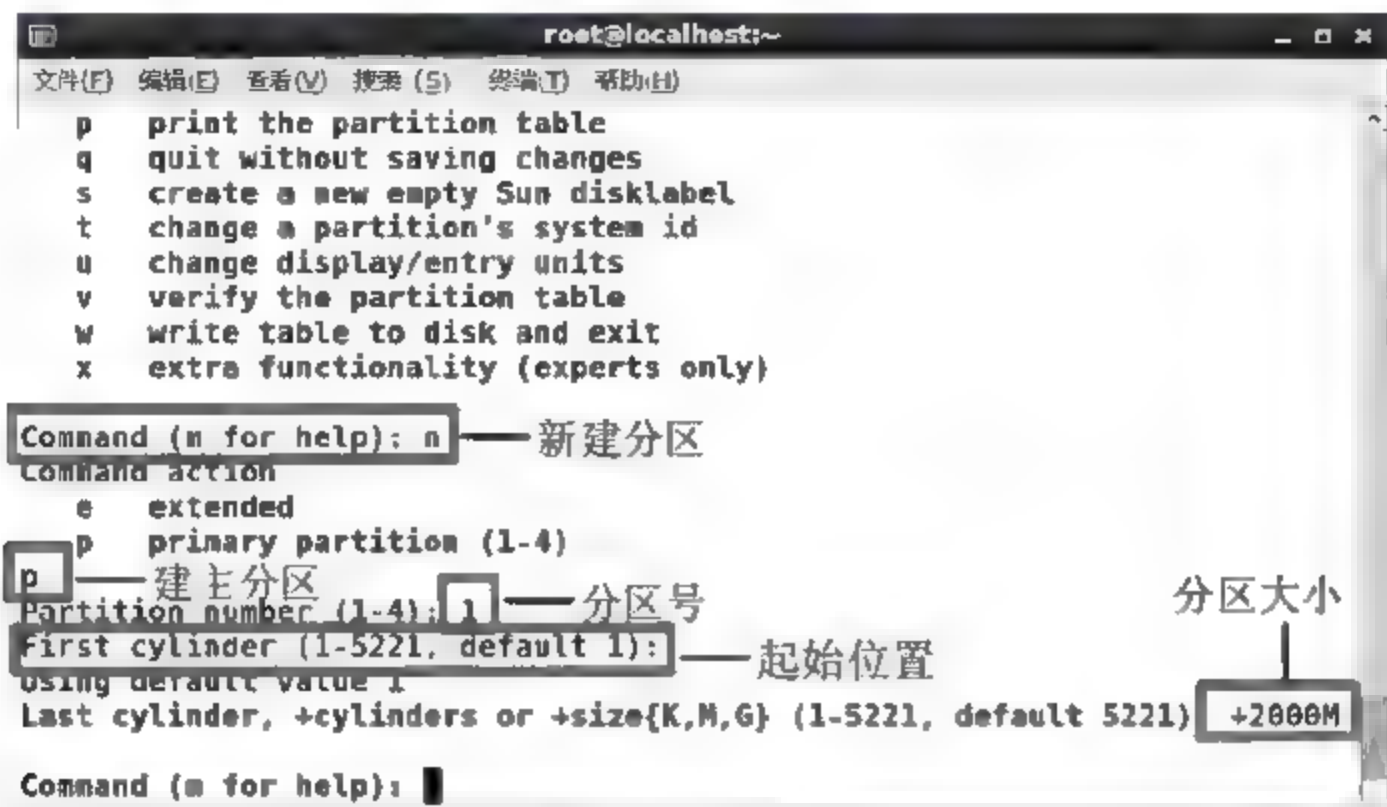 root@localhost:~
文件(F) 编辑(E) 查看(V) 搜索 (S) 终端(T) 帮助(H)
p print the partition table
q quit without saving changes
s create a new empty Sun disklabel
t change a partition's system id
u change display/entry units
v verify the partition table
w write table to disk and exit
x extra functionality (experts only)
Command (m for help): n 新建分区
Command action
e extended
p primary partition (1-4)
p 建主分区
Partition number (1-4): 1 分区号
分区大小
First cylinder (1-5221, default 1): 起始位置
Using default value 1
Last cylinder, +cylinders or +size{K,M,G} (1-5221, default 5221) +2000M
Command (m for help):